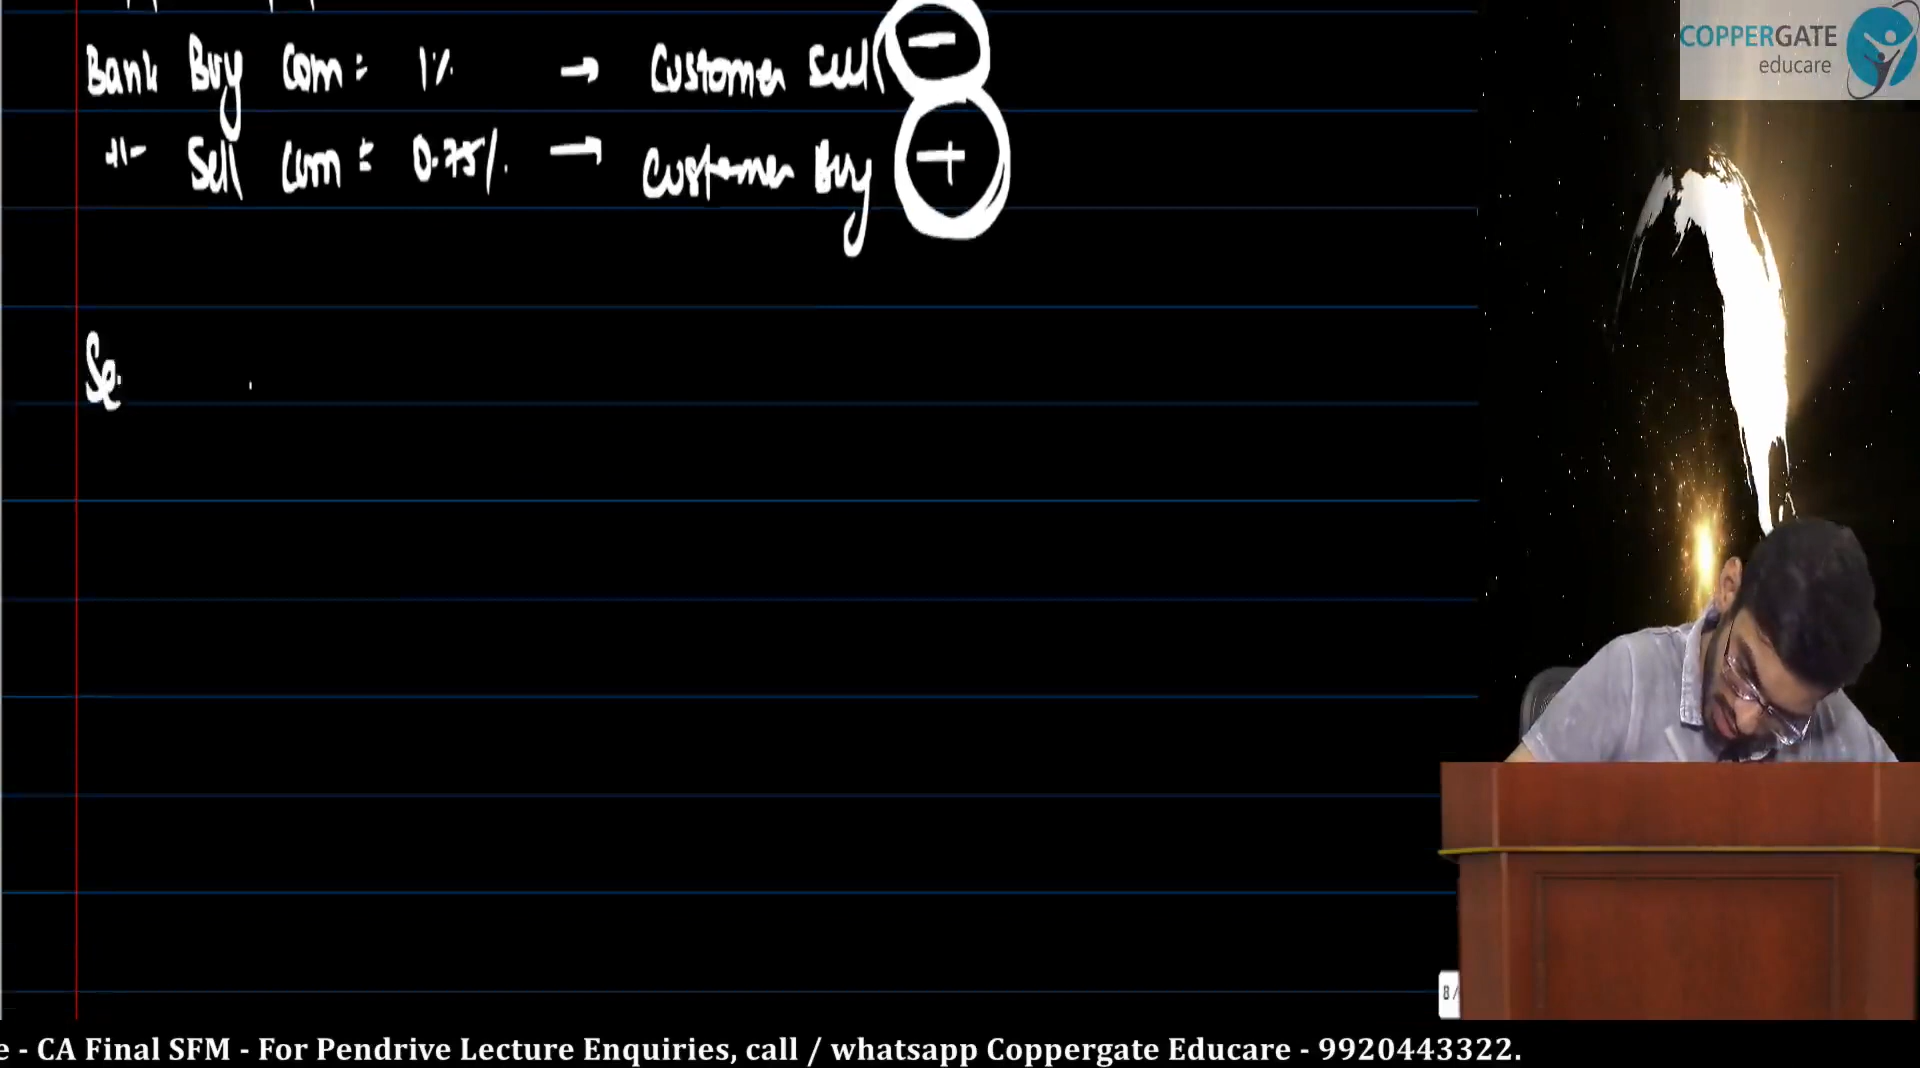 Bank Buy Com = 1% → Customer Sell -
-"- Sell Com = 0.75% → Customer Buy +
COPPERGATE
educare
8/
e - CA Final SFM - For Pendrive Lecture Enquiries, call / whatsapp Coppergate Educare - 9920443322.